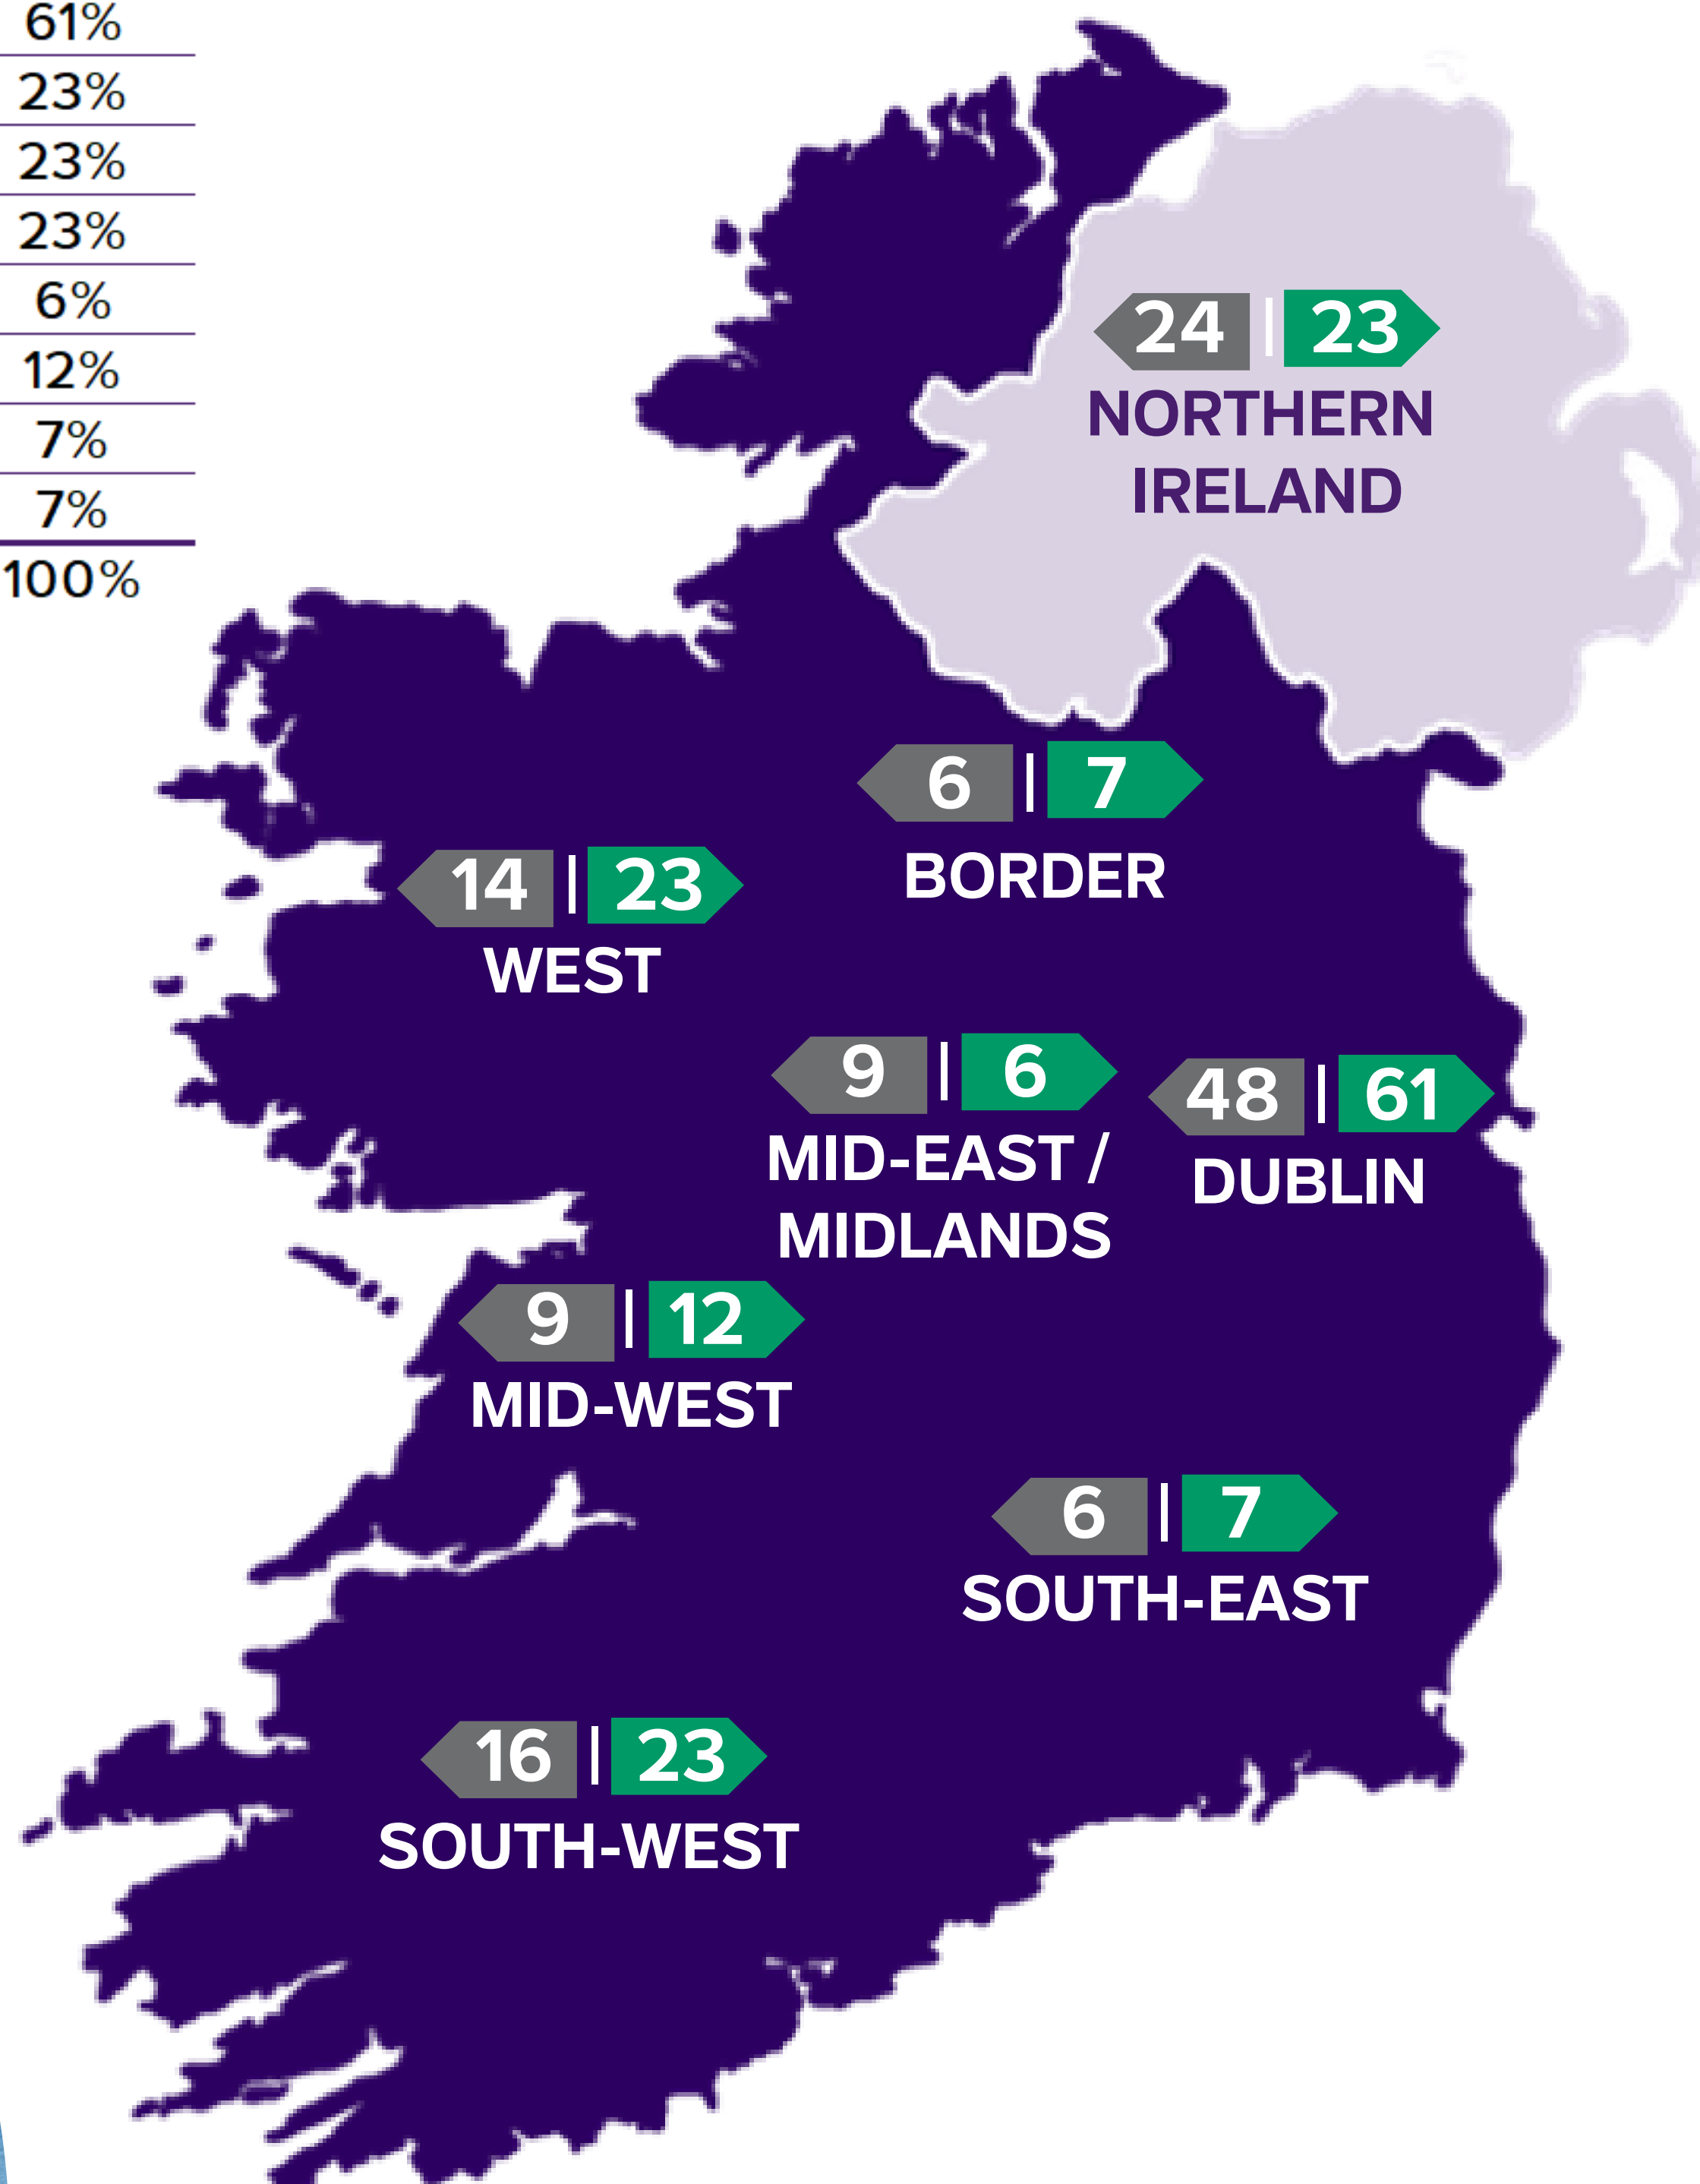 61%
23%
23%
23%
6%
12%
7%
7%
100%
24 | 23
NORTHERN
IRELAND
6 | 7
BORDER
14 | 23
WEST
9 | 6
MID-EAST /
MIDLANDS
48 | 61
DUBLIN
9 | 12
MID-WEST
6 | 7
SOUTH-EAST
16 | 23
SOUTH-WEST